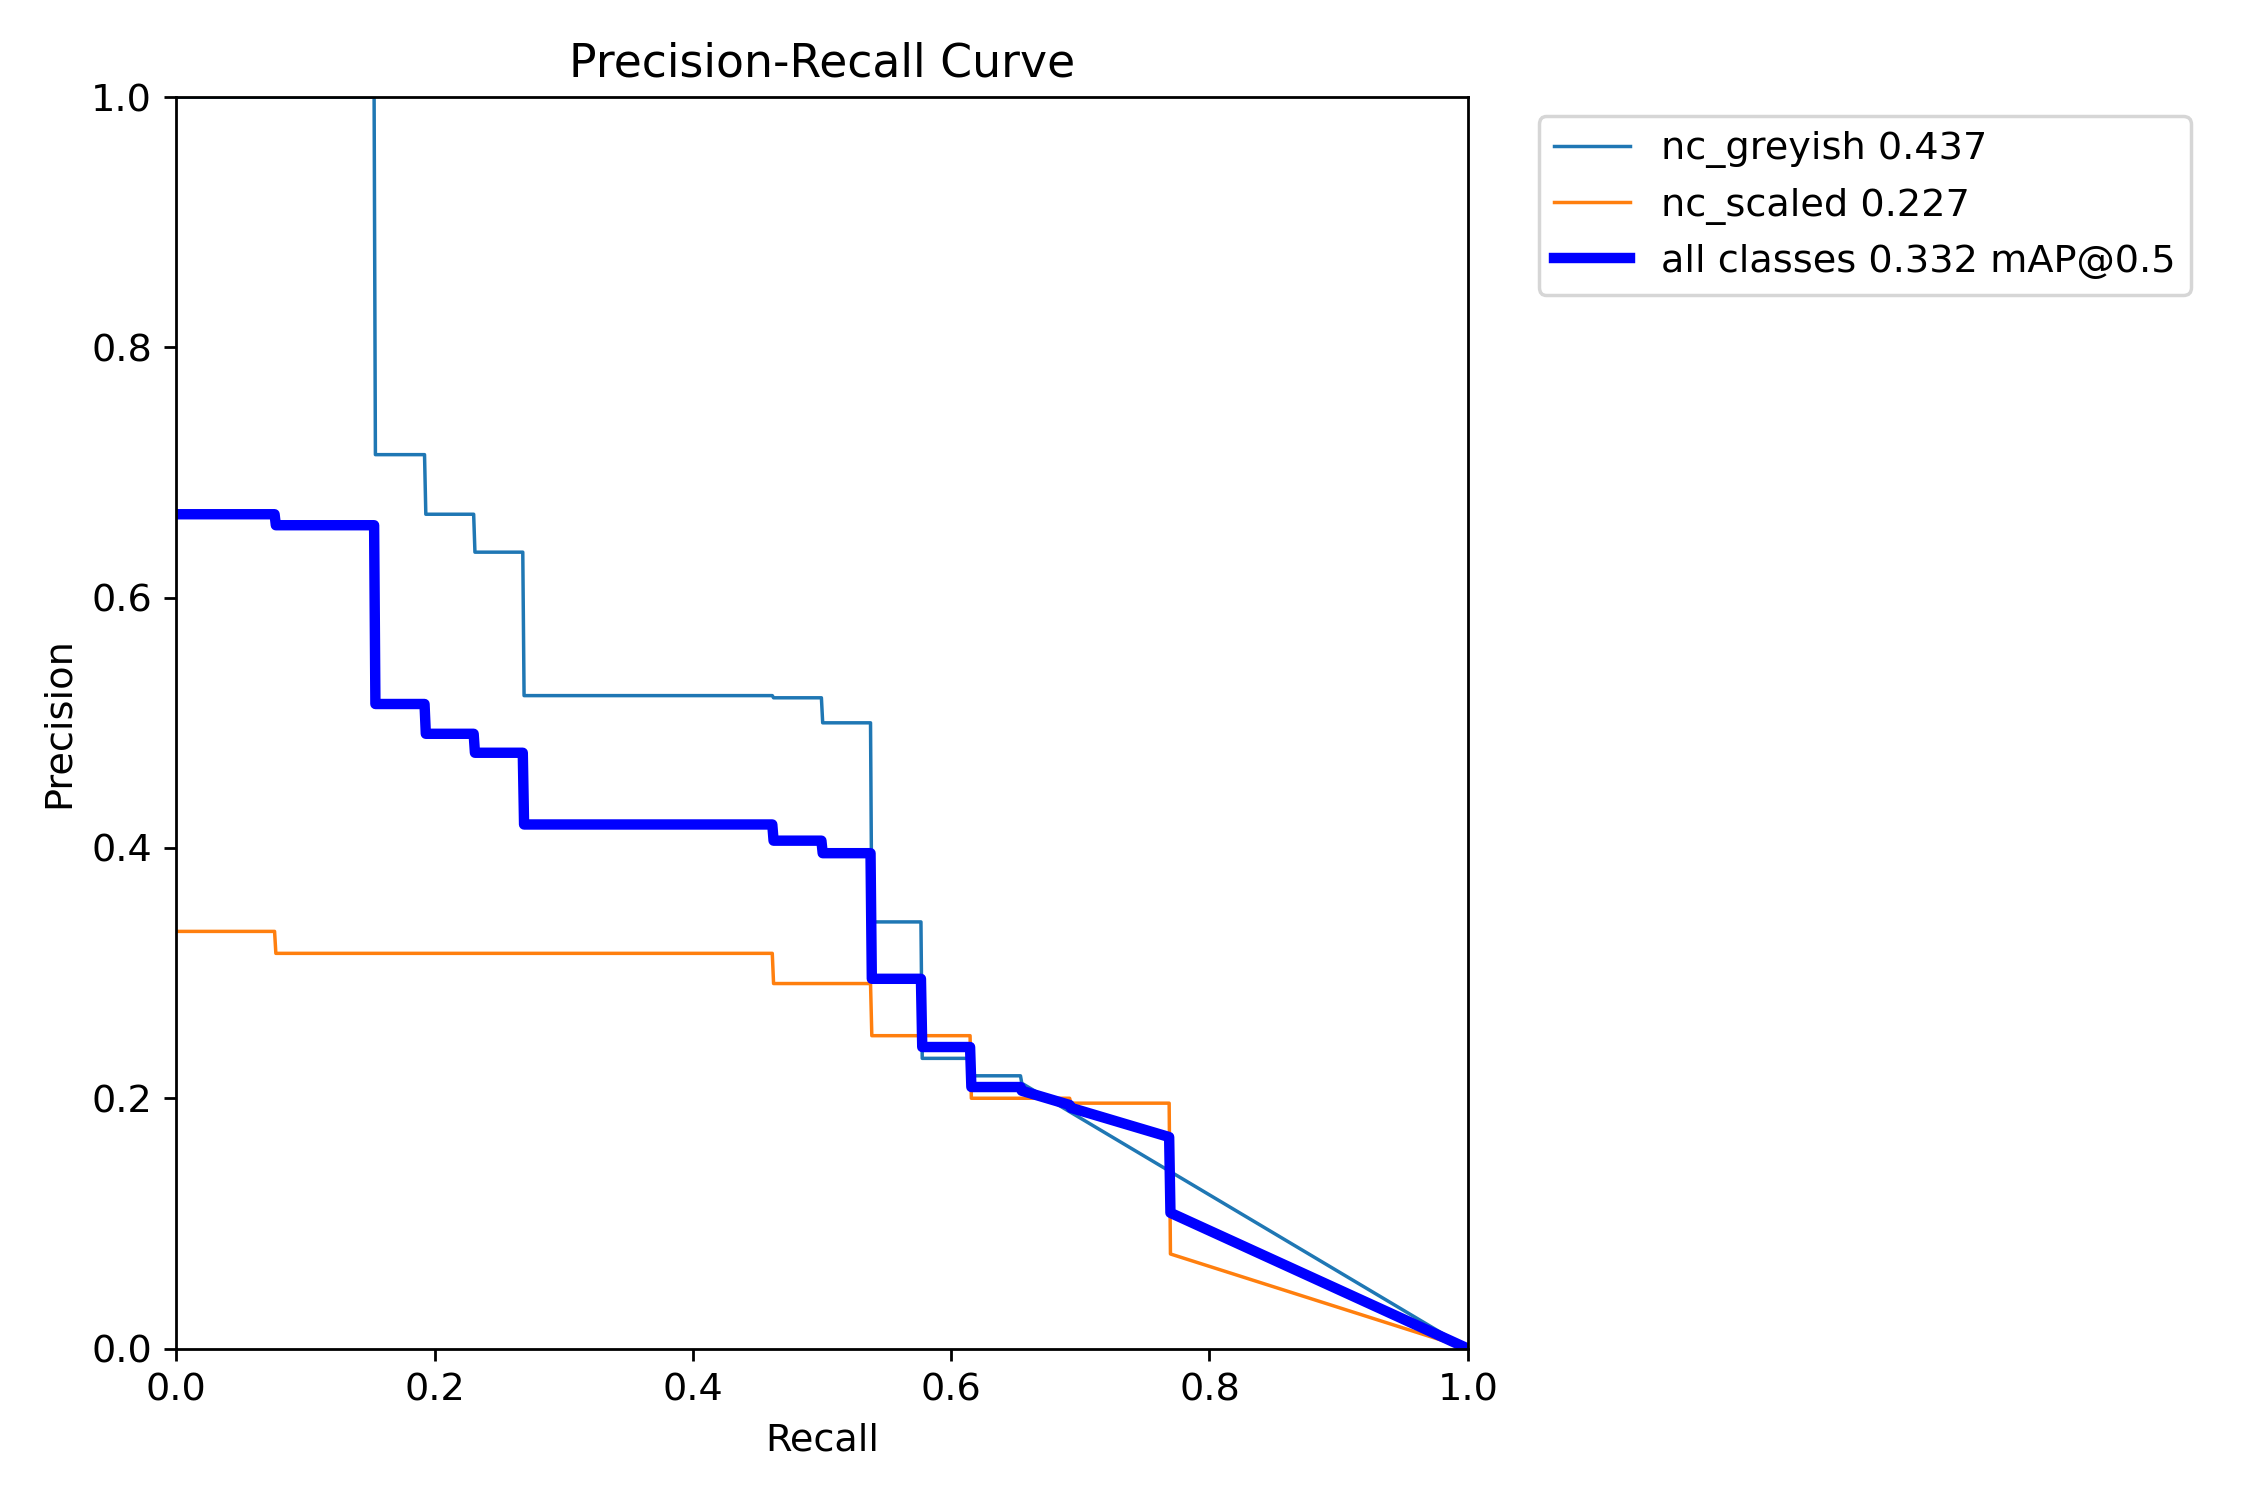 Precision-Recall Curve
1.0
0.8
0.6
0.4
0.2
0.0
Precision
0.0 0.2 0.4 0.6 0.8 1.0
Recall
nc_greyish 0.437
nc_scaled 0.227
all classes 0.332 mAP@0.5